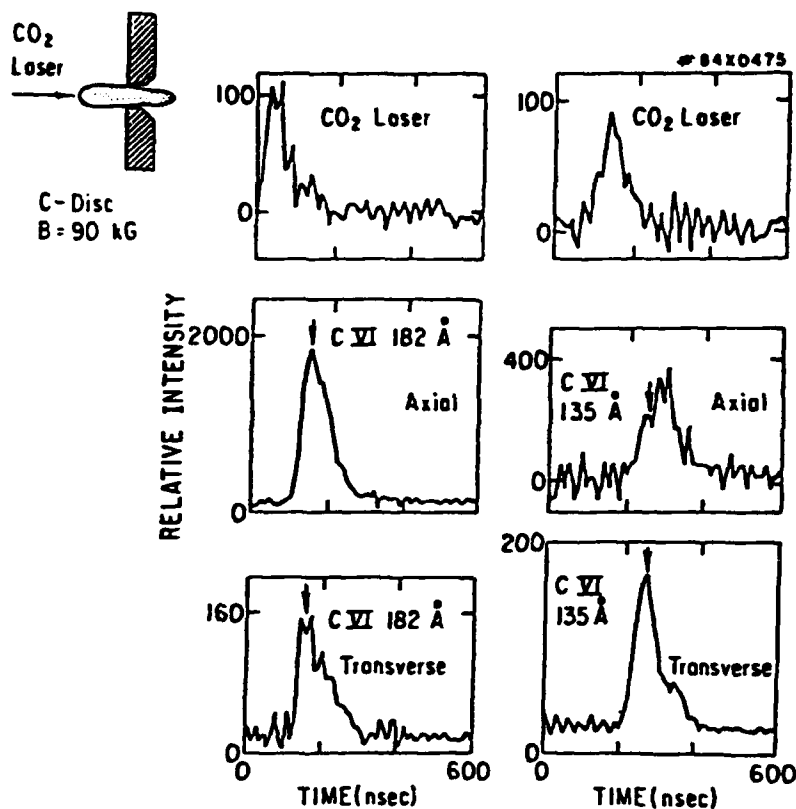 CO2
Laser
C-Disc
B = 90 kG
#84X0475
100
CO2 Laser
0
100
CO2 Laser
0
RELATIVE INTENSITY
2000
C VI 182 Å
Axial
0
400
C VI
135 Å
Axial
0
160
C VI 182 Å
Transverse
0
200
C VI
135 Å
Transverse
0
0
600
TIME(nsec)
0
600
TIME(nsec)